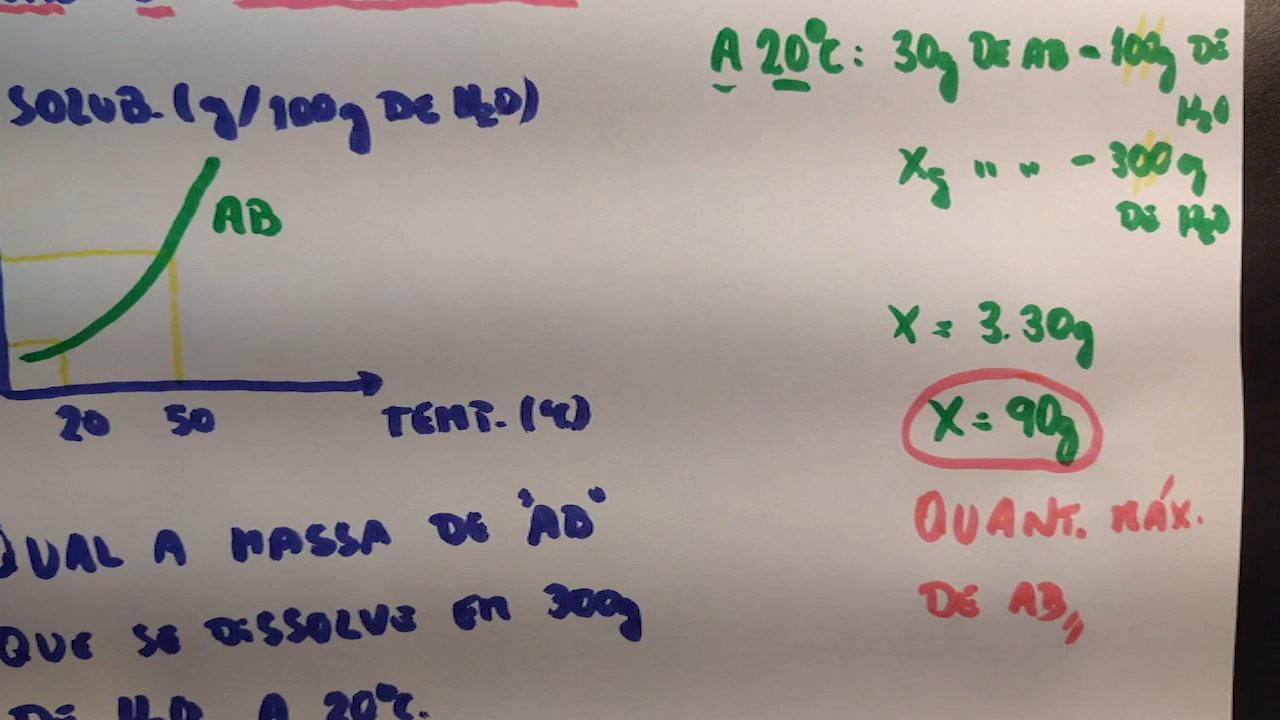 SOLUB. (g/100g DE H2O)
AB
20 50
TEMP. (°C)
QUAL A MASSA DE "AB"
QUE SE DISSOLVE EM 300g
DE H2O A 20°C.
A 20°C: 30g DE AB - 100g DE
H2O
Xg " " - 300g
DE H2O
X = 3.30g
X = 90g
QUANT. MÁX.
DE AB,,